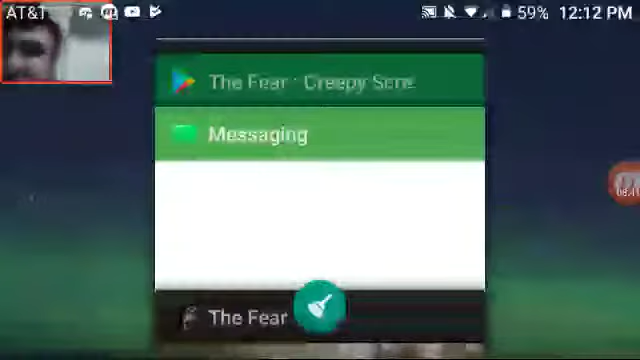 AT&T 59% 12:12 PM
The Fear : Creepy Scre
Messaging
The Fear